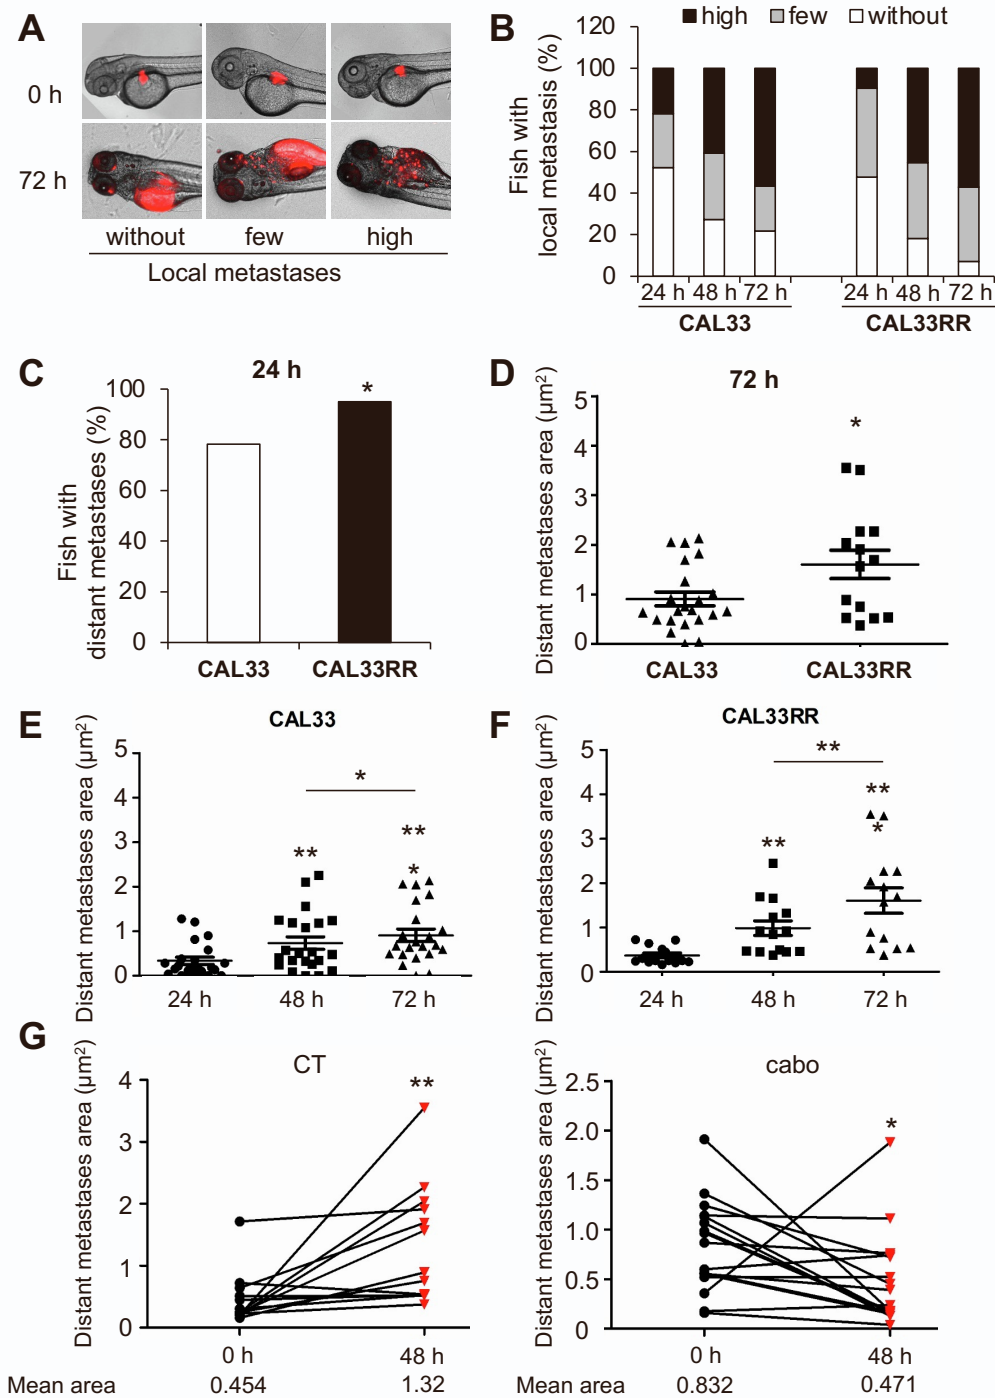 A
0 h
72 h
without few high
Local metastases
B
high few without
Fish with
local metastasis (%)
120
100
80
60
40
20
0
24 h 48 h 72 h 24 h 48 h 72 h
CAL33 CAL33RR
C
24 h
Fish with
distant metastases (%)
100
80
60
40
20
0
*
CAL33 CAL33RR
D
72 h
Distant metastases area (μm²)
5
4
3
2
1
0
*
CAL33 CAL33RR
E
CAL33
Distant metastases area (μm²)
5
4
3
2
1
0
*
**
**
*
24 h 48 h 72 h
F
CAL33RR
Distant metastases area (μm²)
5
4
3
2
1
0
**
**
**
*
24 h 48 h 72 h
G
CT
Distant metastases area (μm²)
4
3
2
1
0
**
0 h 48 h
Mean area 0.454 1.32
cabo
Distant metastases area (μm²)
2.5
2.0
1.5
1.0
0.5
0
*
0 h 48 h
Mean area 0.832 0.471